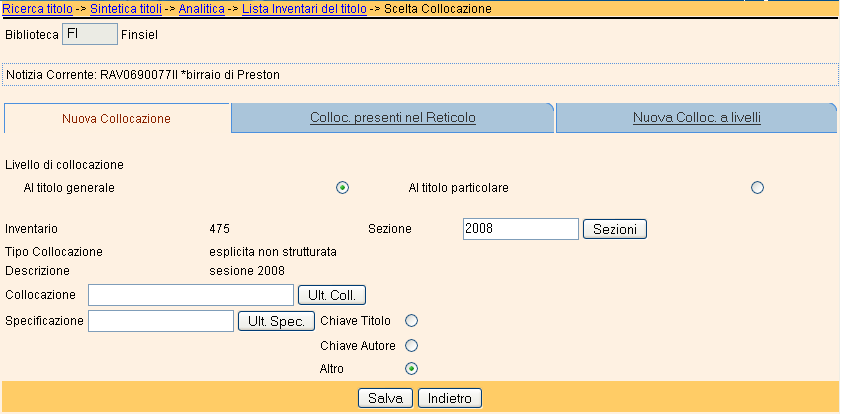 Ricerca titolo -> Sintetica titoli -> Analitica -> Lista Inventari del titolo -> Scelta Collocazione
Biblioteca FI Finsiel
Notizia Corrente: RAV0690077Il *birraio di Preston
Nuova Collocazione Colloc. presenti nel Reticolo Nuova Colloc. a livelli
Livello di collocazione
Al titolo generale Al titolo particolare
Inventario 475 Sezione 2008 Sezioni
Tipo Collocazione esplicita non strutturata
Descrizione sesione 2008
Collocazione Ult. Coll.
Specificazione Ult. Spec. Chiave Titolo
Chiave Autore
Altro
Salva Indietro